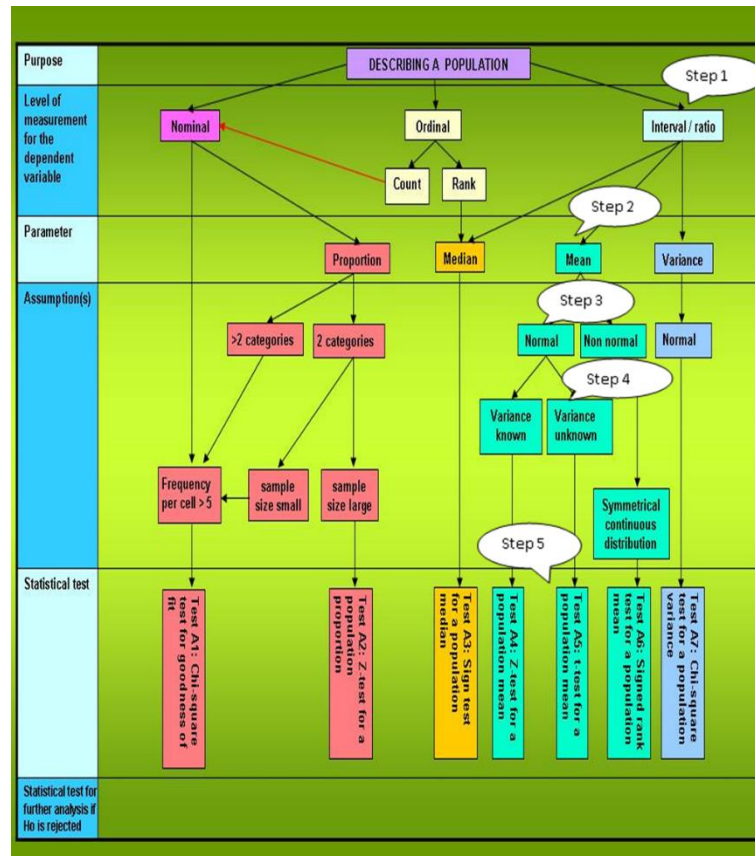 Purpose
DESCRIBING A POPULATION
Step 1
Level of
measurement
for the
dependent
variable
Nominal
Ordinal
Interval / ratio
Count
Rank
Step 2
Parameter
Proportion
Median
Mean
Variance
Assumption(s)
Step 3
>2 categories
2 categories
Normal
Non normal
Normal
Step 4
Variance
known
Variance
unknown
Frequency
per cell > 5
sample
size small
sample
size large
Symmetrical
continuous
distribution
Step 5
Statistical test
Test A1: Chi-square
test for goodness of
fit
Test A2: Z-test for a
population
proportion
Test A3: Sign test
for a population
median
Test A4: Z-test for a
population mean
Test A5: t-test for a
population mean
Test A6: Signed rank
test for a population
mean
Test A7: Chi-square
test for a population
variance
Statistical test for
further analysis if
Ho is rejected